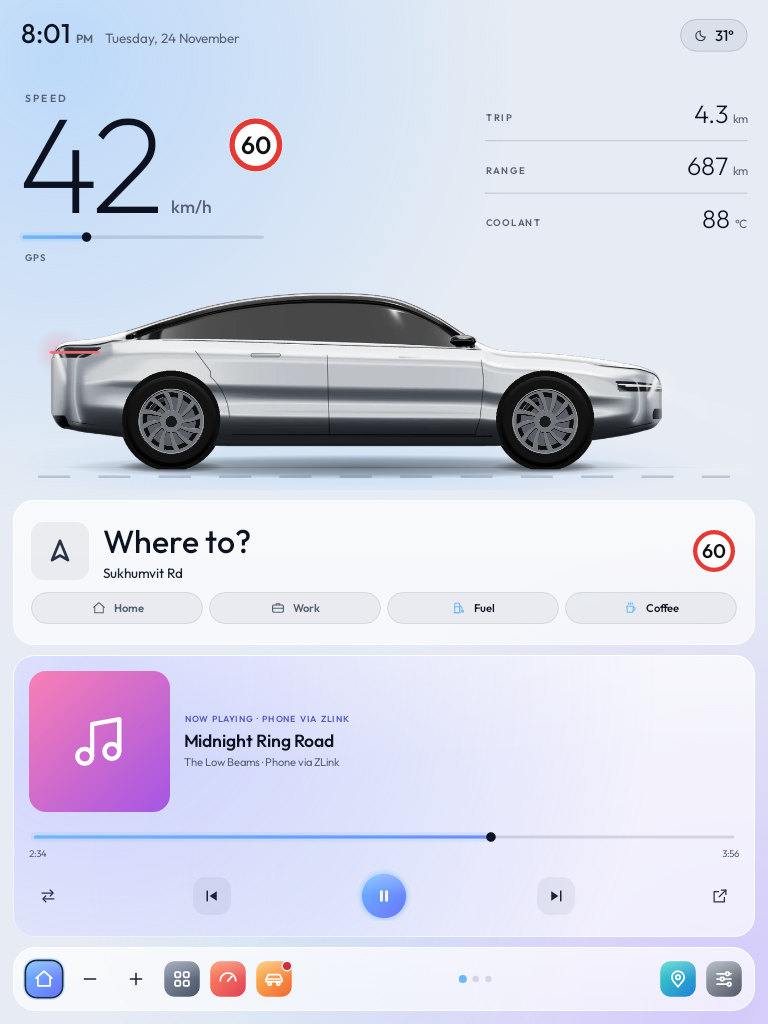 8:01 PM Tuesday, 24 November
31°
SPEED
42 km/h
60
GPS
TRIP 4.3 km
RANGE 687 km
COOLANT 88 °C
Where to?
Sukhumvit Rd
60
Home Work Fuel Coffee
NOW PLAYING · PHONE VIA ZLINK
Midnight Ring Road
The Low Beams · Phone via ZLink
2:34 3:56